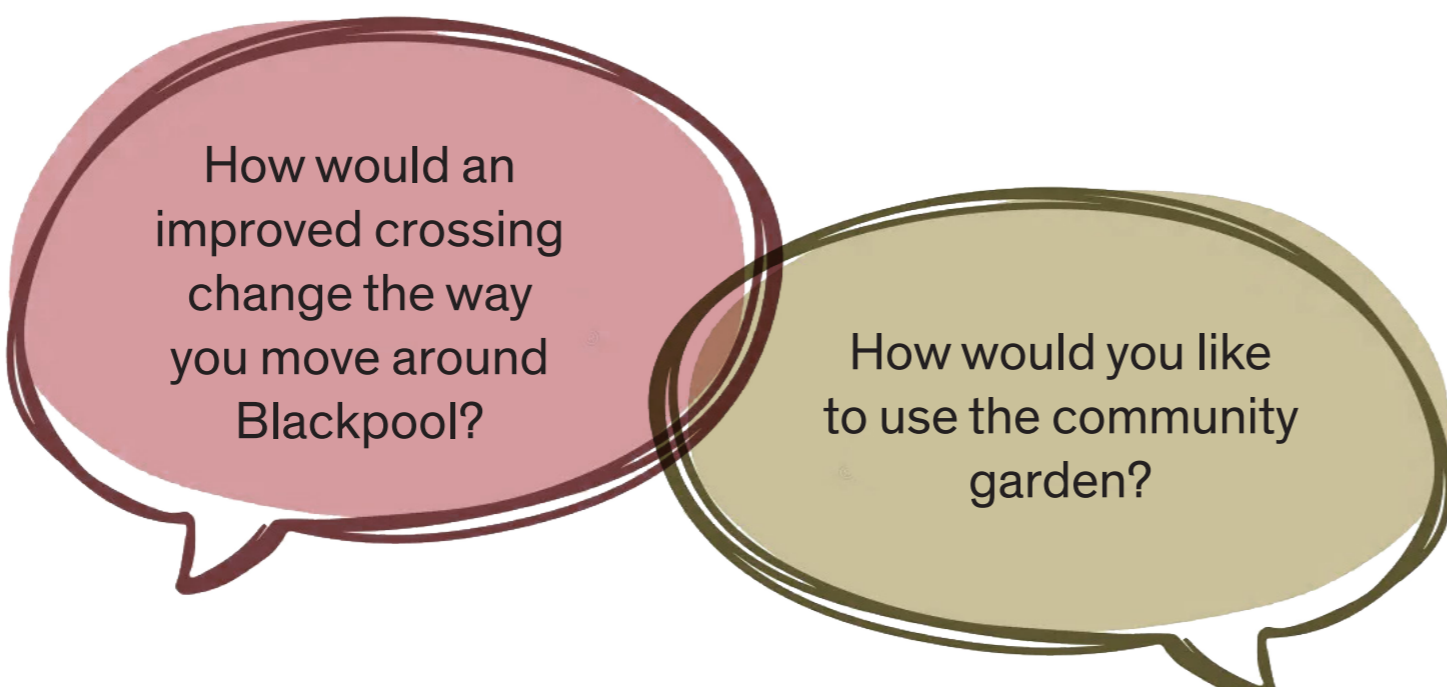 How would an
improved crossing
change the way
you move around
Blackpool?
How would you like
to use the community
garden?